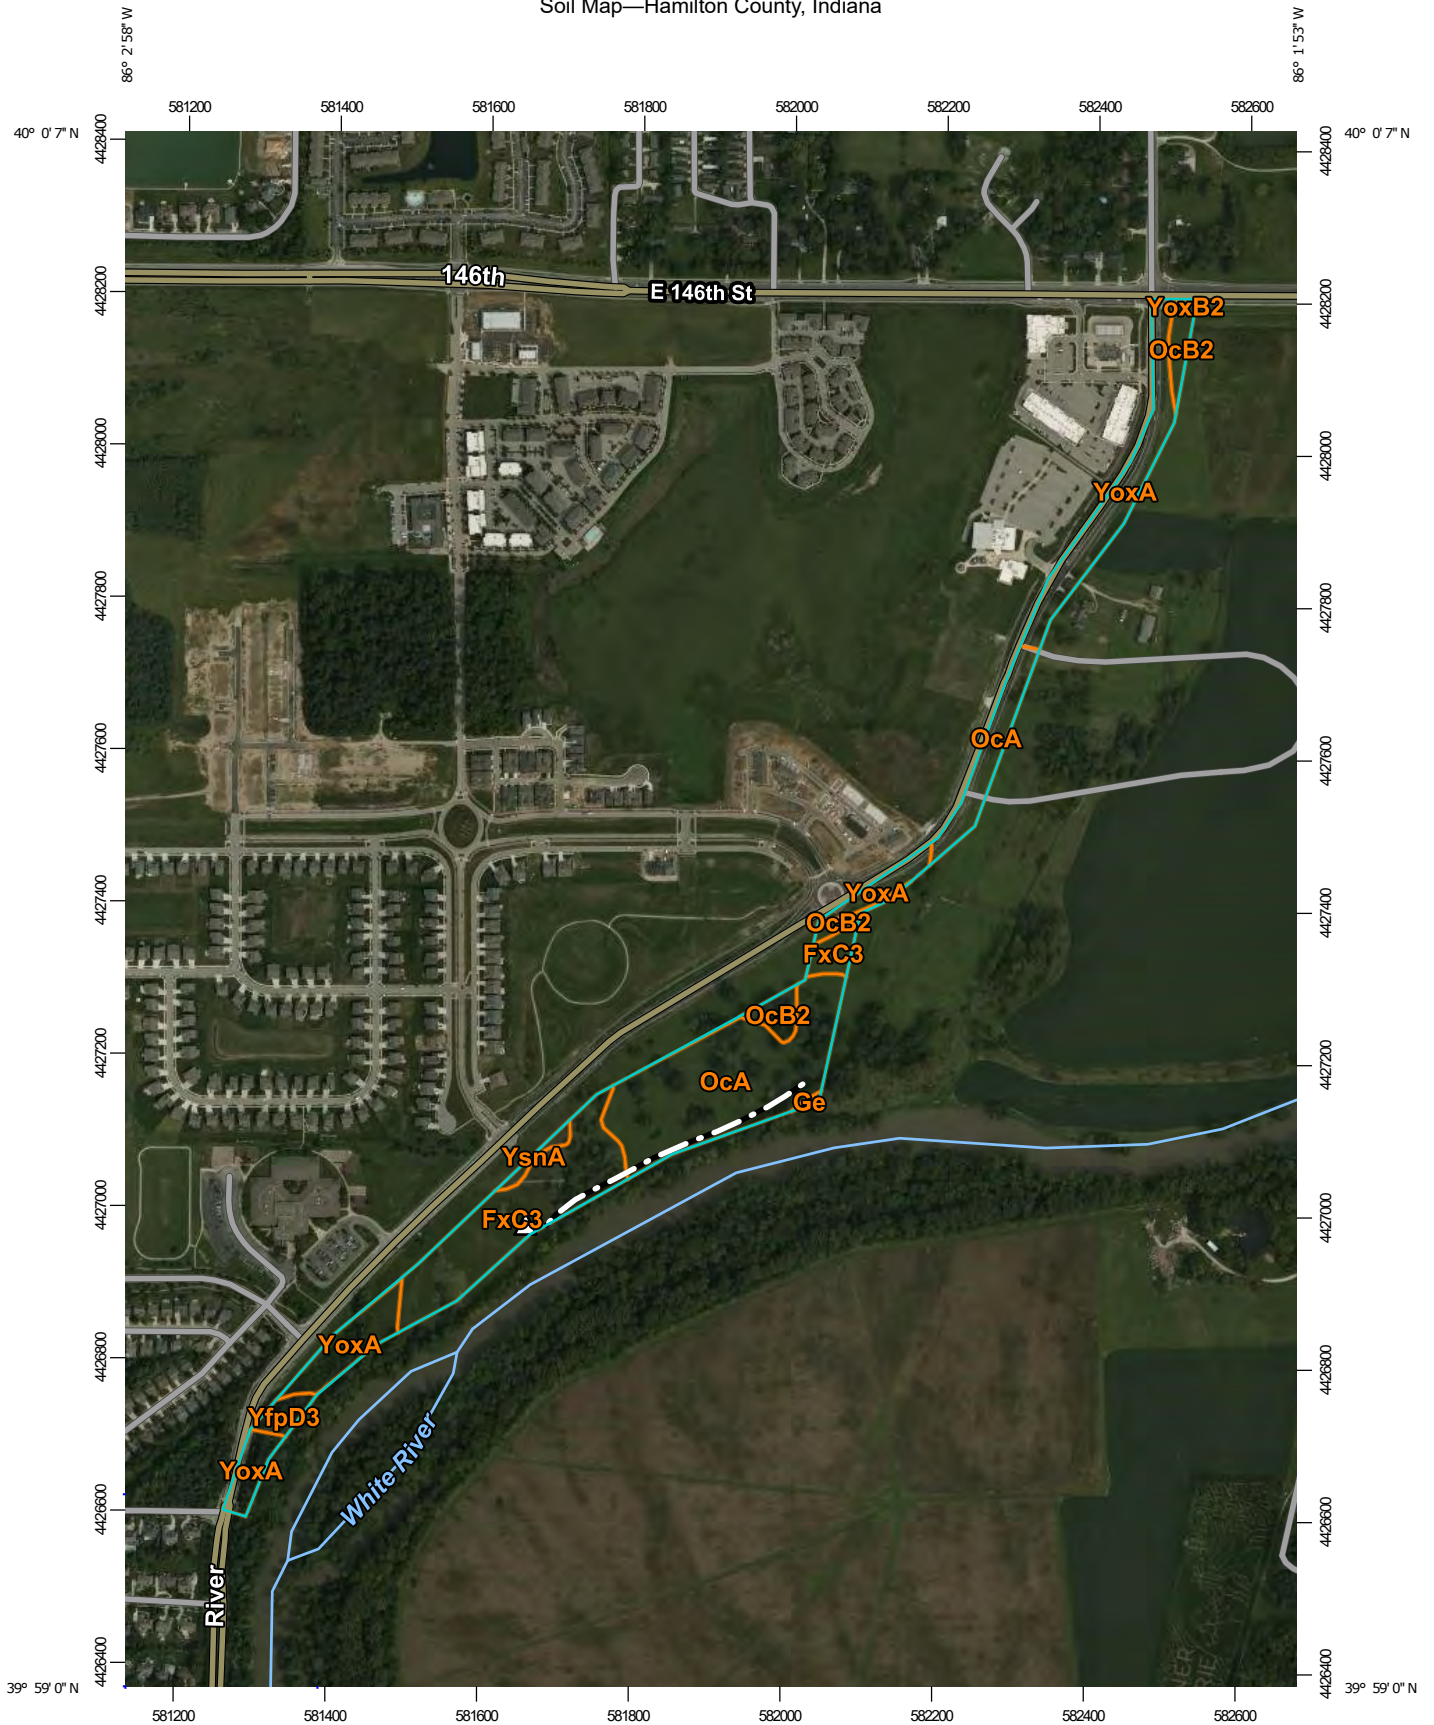 Soil Map—Hamilton County, Indiana
86° 2' 58'' W
86° 1' 53'' W
581200 581400 581600 581800 582000 582200 582400 582600
40° 0' 7'' N
40° 0' 7'' N
4428400
4428400
146th
E 146th St
4428200
4428200
YoxB2
OcB2
4428000
4428000
YoxA
4427800
4427800
OcA
4427600
4427600
YoxA
4427400
4427400
OcB2
FxC3
OcB2
4427200
4427200
OcA
Ge
YsnA
4427000
4427000
FxC3
YoxA
4426800
4426800
YfpD3
YoxA
White River
4426600
4426600
River
4426400
4426400
39° 59' 0'' N
39° 59' 0'' N
581200 581400 581600 581800 582000 582200 582400 582600